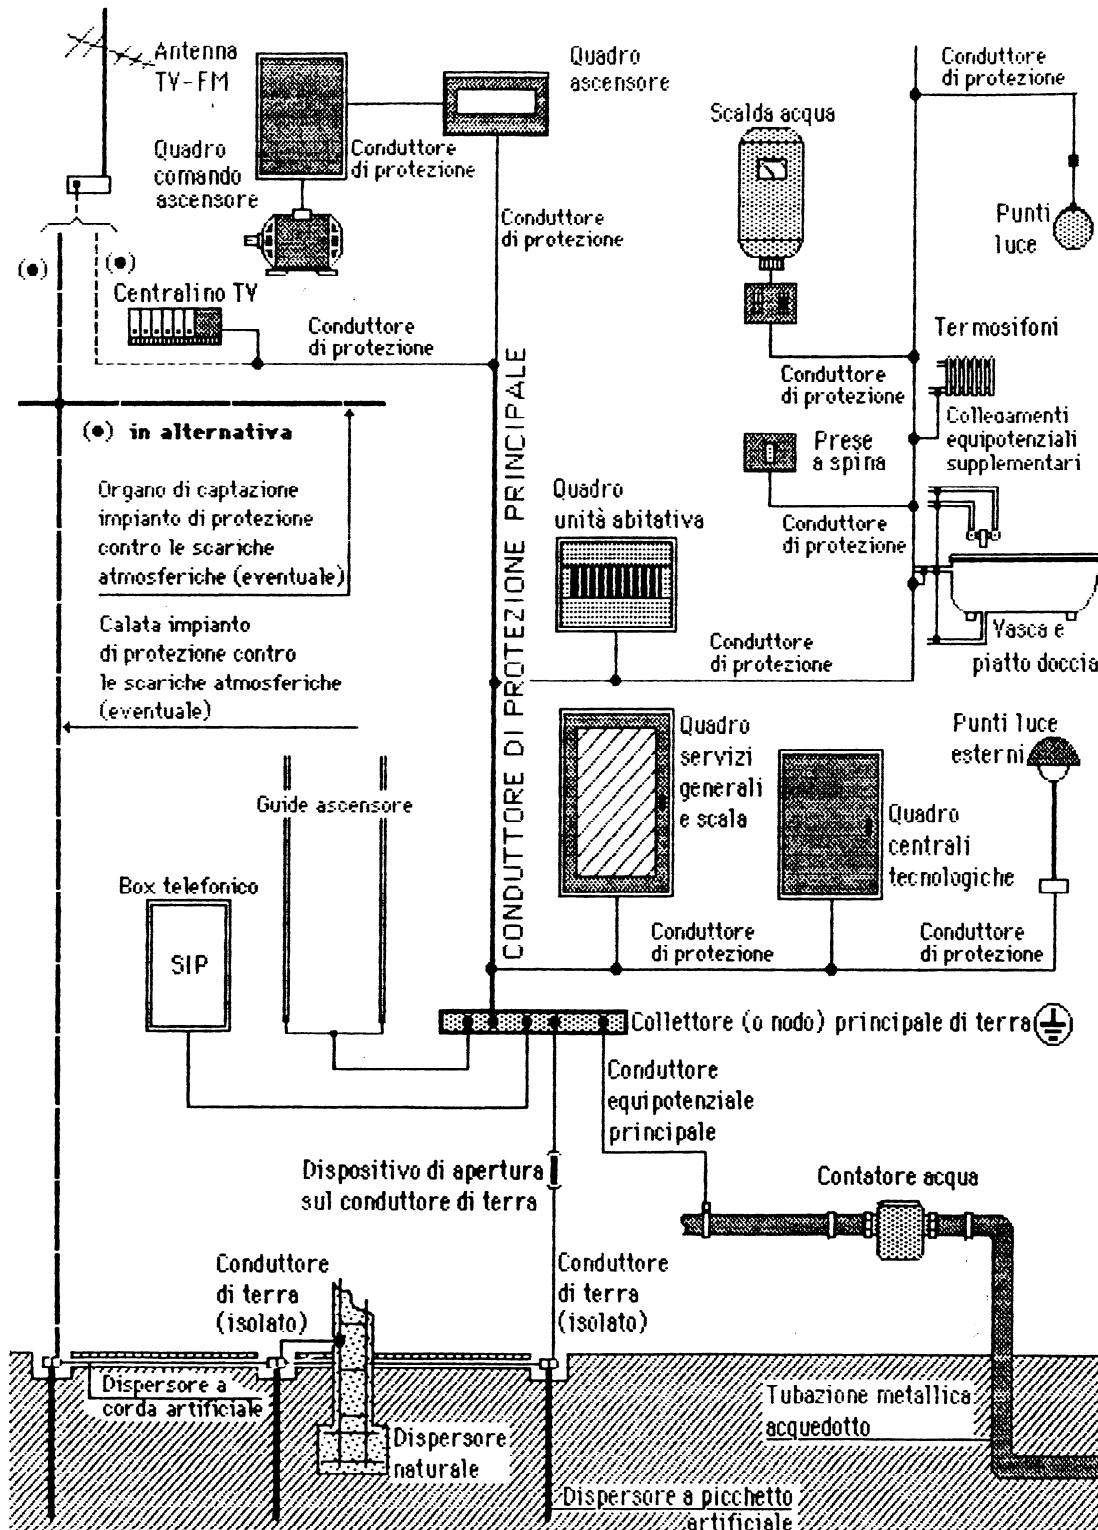 Antenna
TV-FM
Quadro
ascensore
Conduttore
di protezione
Scalda acqua
Quadro
comando
ascensore
Conduttore
di protezione
Conduttore
di protezione
Punti
luce
(•)
(•)
Centralino TV
Conduttore
di protezione
Termosifoni
Conduttore
di protezione
Collegamenti
equipotenziali
supplementari
(•) in alternativa
Prese
a spina
CONDUTTORE DI PROTEZIONE PRINCIPALE
Organo di captazione
impianto di protezione
contro le scariche
atmosferiche (eventuale)
Quadro
unità abitativa
Conduttore
di protezione
Calata impianto
di protezione contro
le scariche atmosferiche
(eventuale)
Conduttore
di protezione
Vasca e
piatto doccia
Quadro
servizi
generali
e scala
Punti luce
esterni
Guide ascensore
Quadro
centrali
tecnologiche
Box telefonico
SIP
Conduttore
di protezione
Conduttore
di protezione
Collettore (o nodo) principale di terra
Conduttore
equipotenziale
principale
Dispositivo di apertura
sul conduttore di terra
Contatore acqua
Conduttore
di terra
(isolato)
Conduttore
di terra
(isolato)
Dispersore a
corda artificiale
Tubazione metallica
acquedotto
Dispersore
naturale
Dispersore a picchetto
artificiale